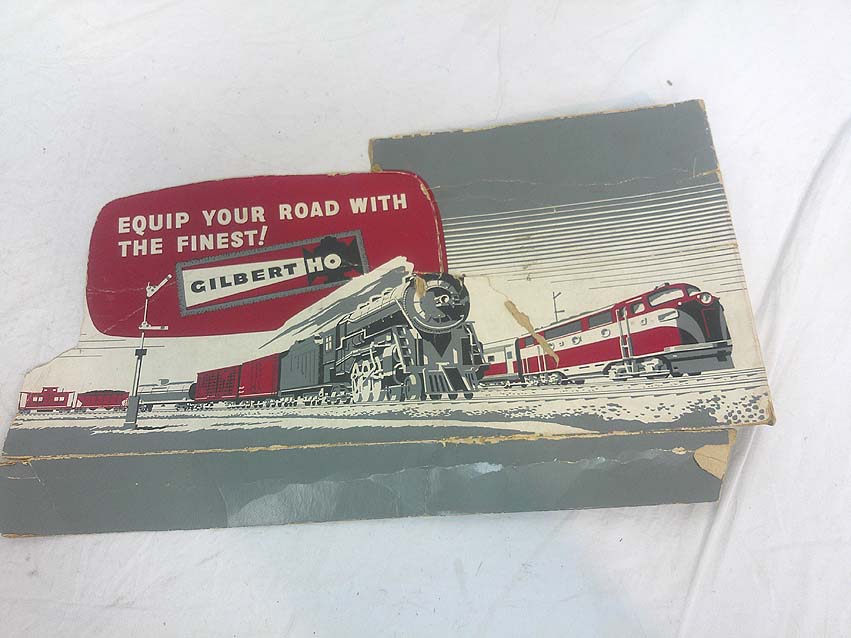 EQUIP YOUR ROAD WITH
THE FINEST!
GILBERT HO